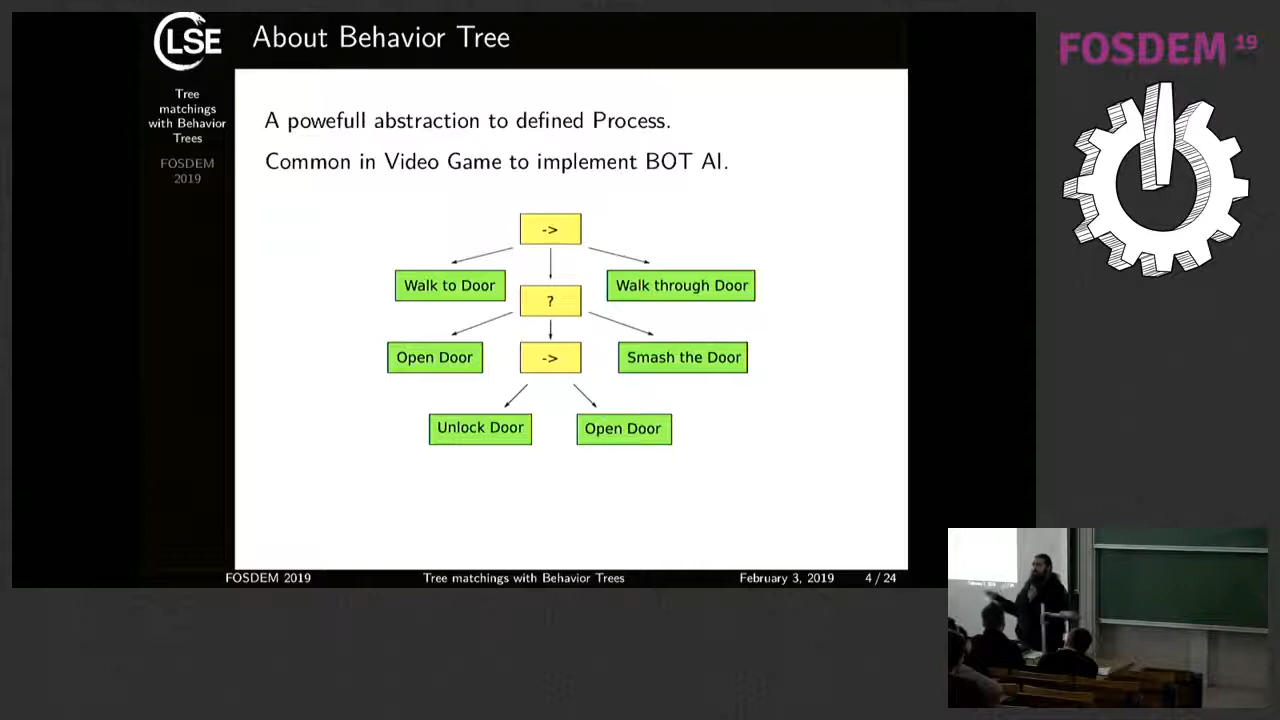 LSE
About Behavior Tree
FOSDEM 19
Tree
matchings
with Behavior
Trees
FOSDEM
2019
A powefull abstraction to defined Process.
Common in Video Game to implement BOT AI.
->
Walk to Door
Walk through Door
?
Open Door
->
Smash the Door
Unlock Door
Open Door
FOSDEM 2019
Tree matchings with Behavior Trees
February 3, 2019
4 / 24